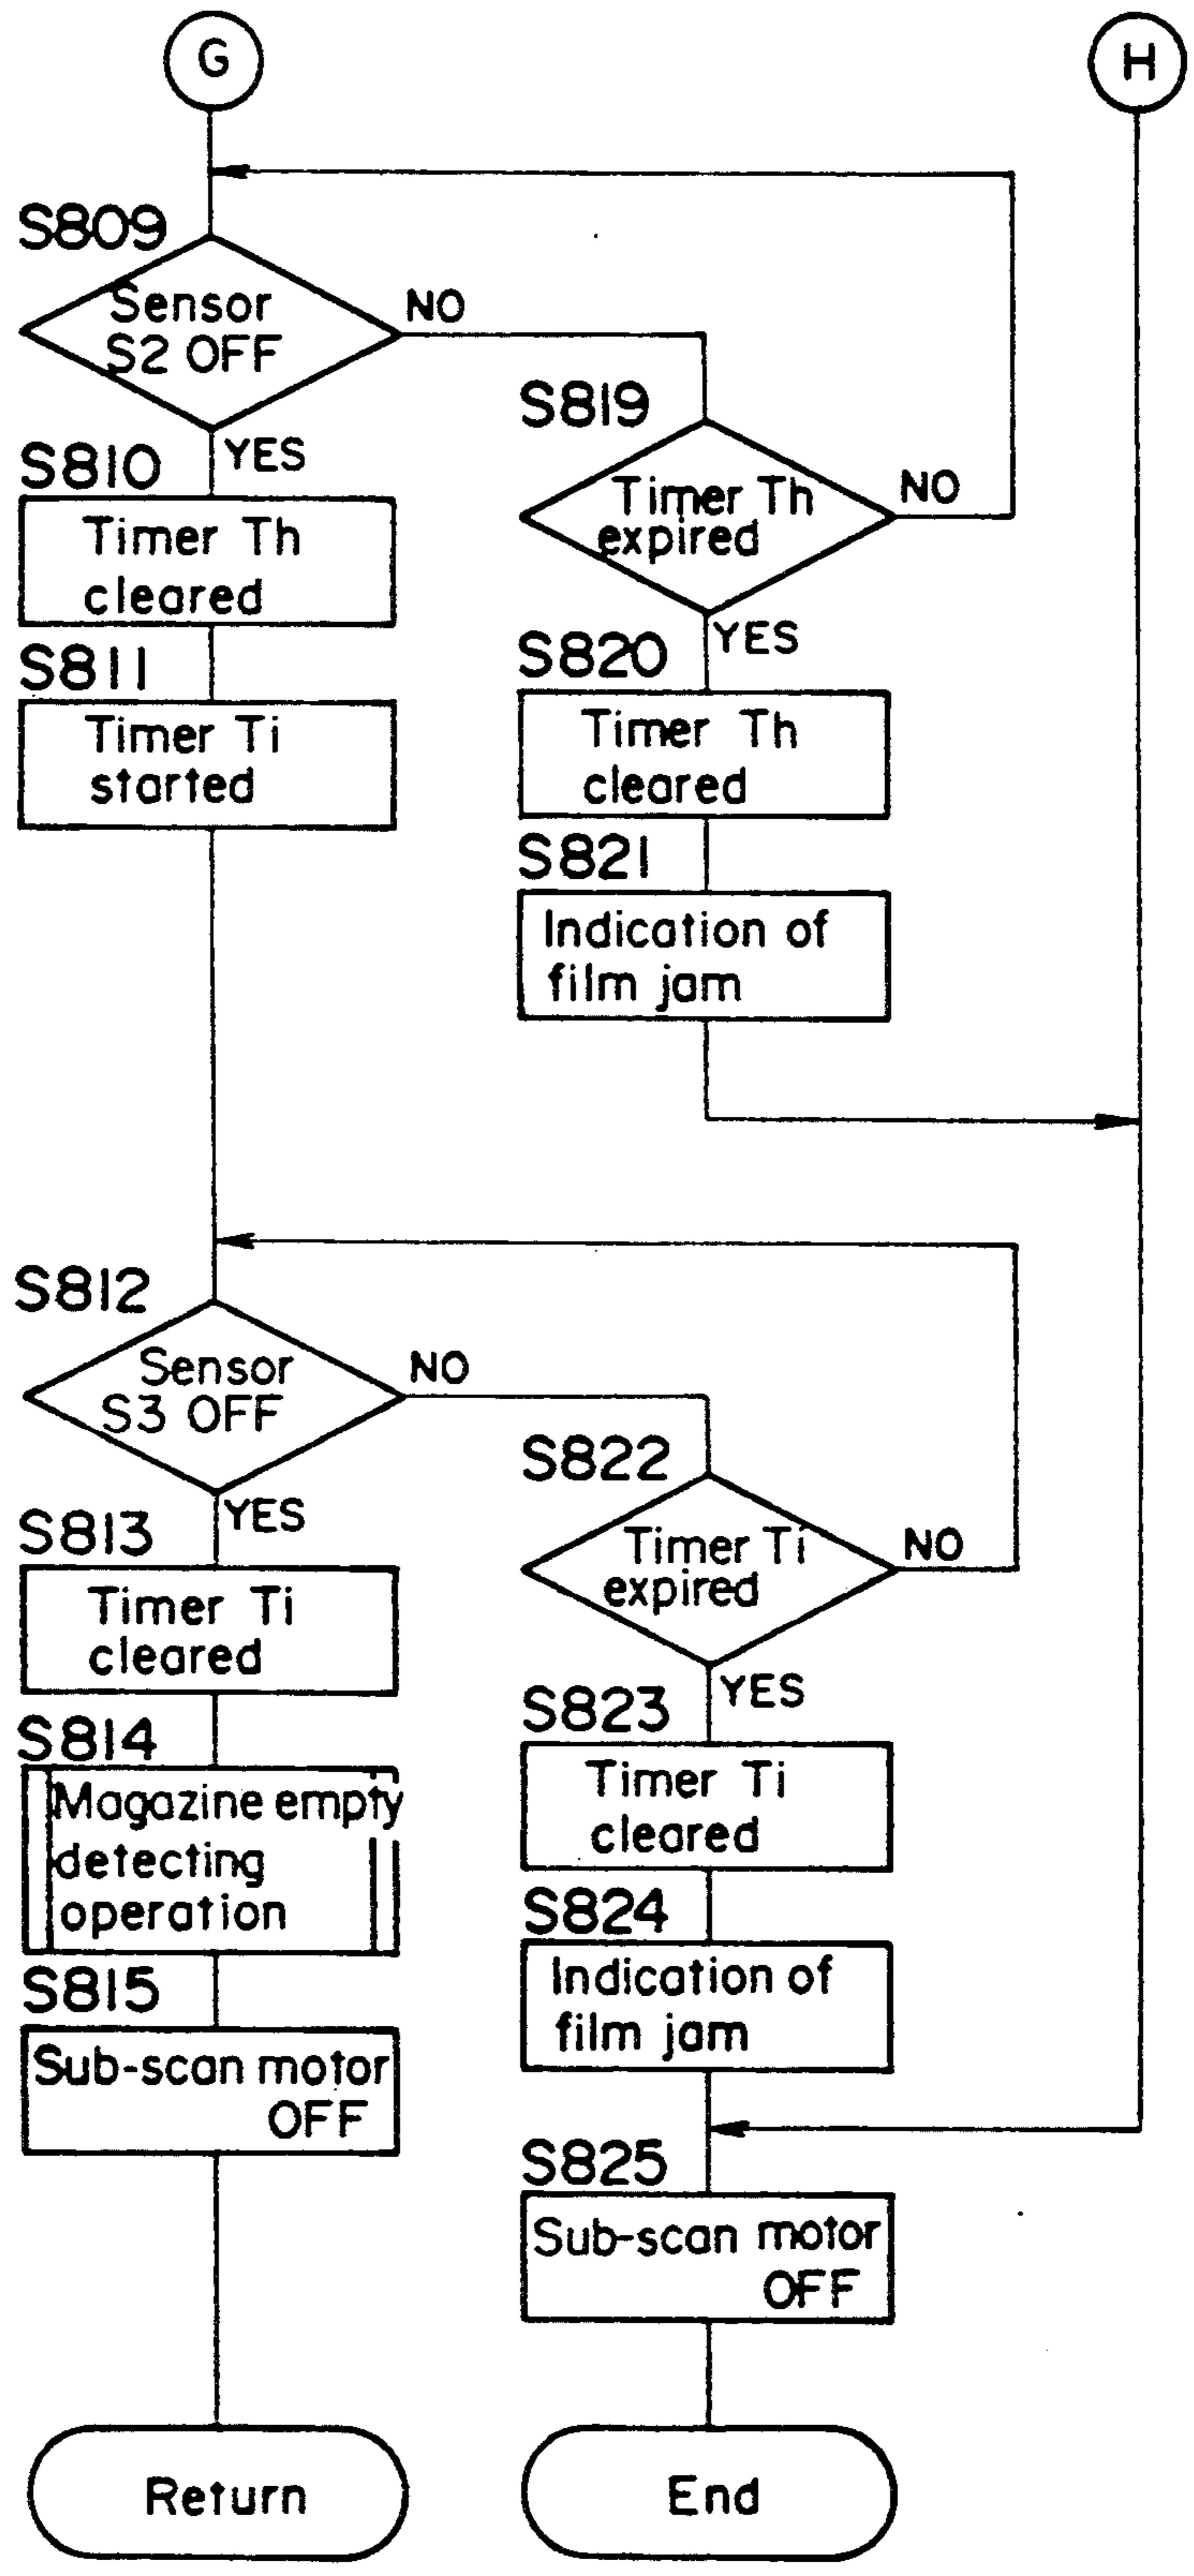 G
H
S809
Sensor
S2 OFF
NO
YES
S810
Timer Th
cleared
S811
Timer Ti
started
S819
Timer Th
expired
NO
YES
S820
Timer Th
cleared
S821
Indication of
film jam
S812
Sensor
S3 OFF
NO
YES
S813
Timer Ti
cleared
S814
Magazine empty
detecting
operation
S815
Sub-scan motor
OFF
Return
S822
Timer Ti
expired
NO
YES
S823
Timer Ti
cleared
S824
Indication of
film jam
S825
Sub-scan motor
OFF
End